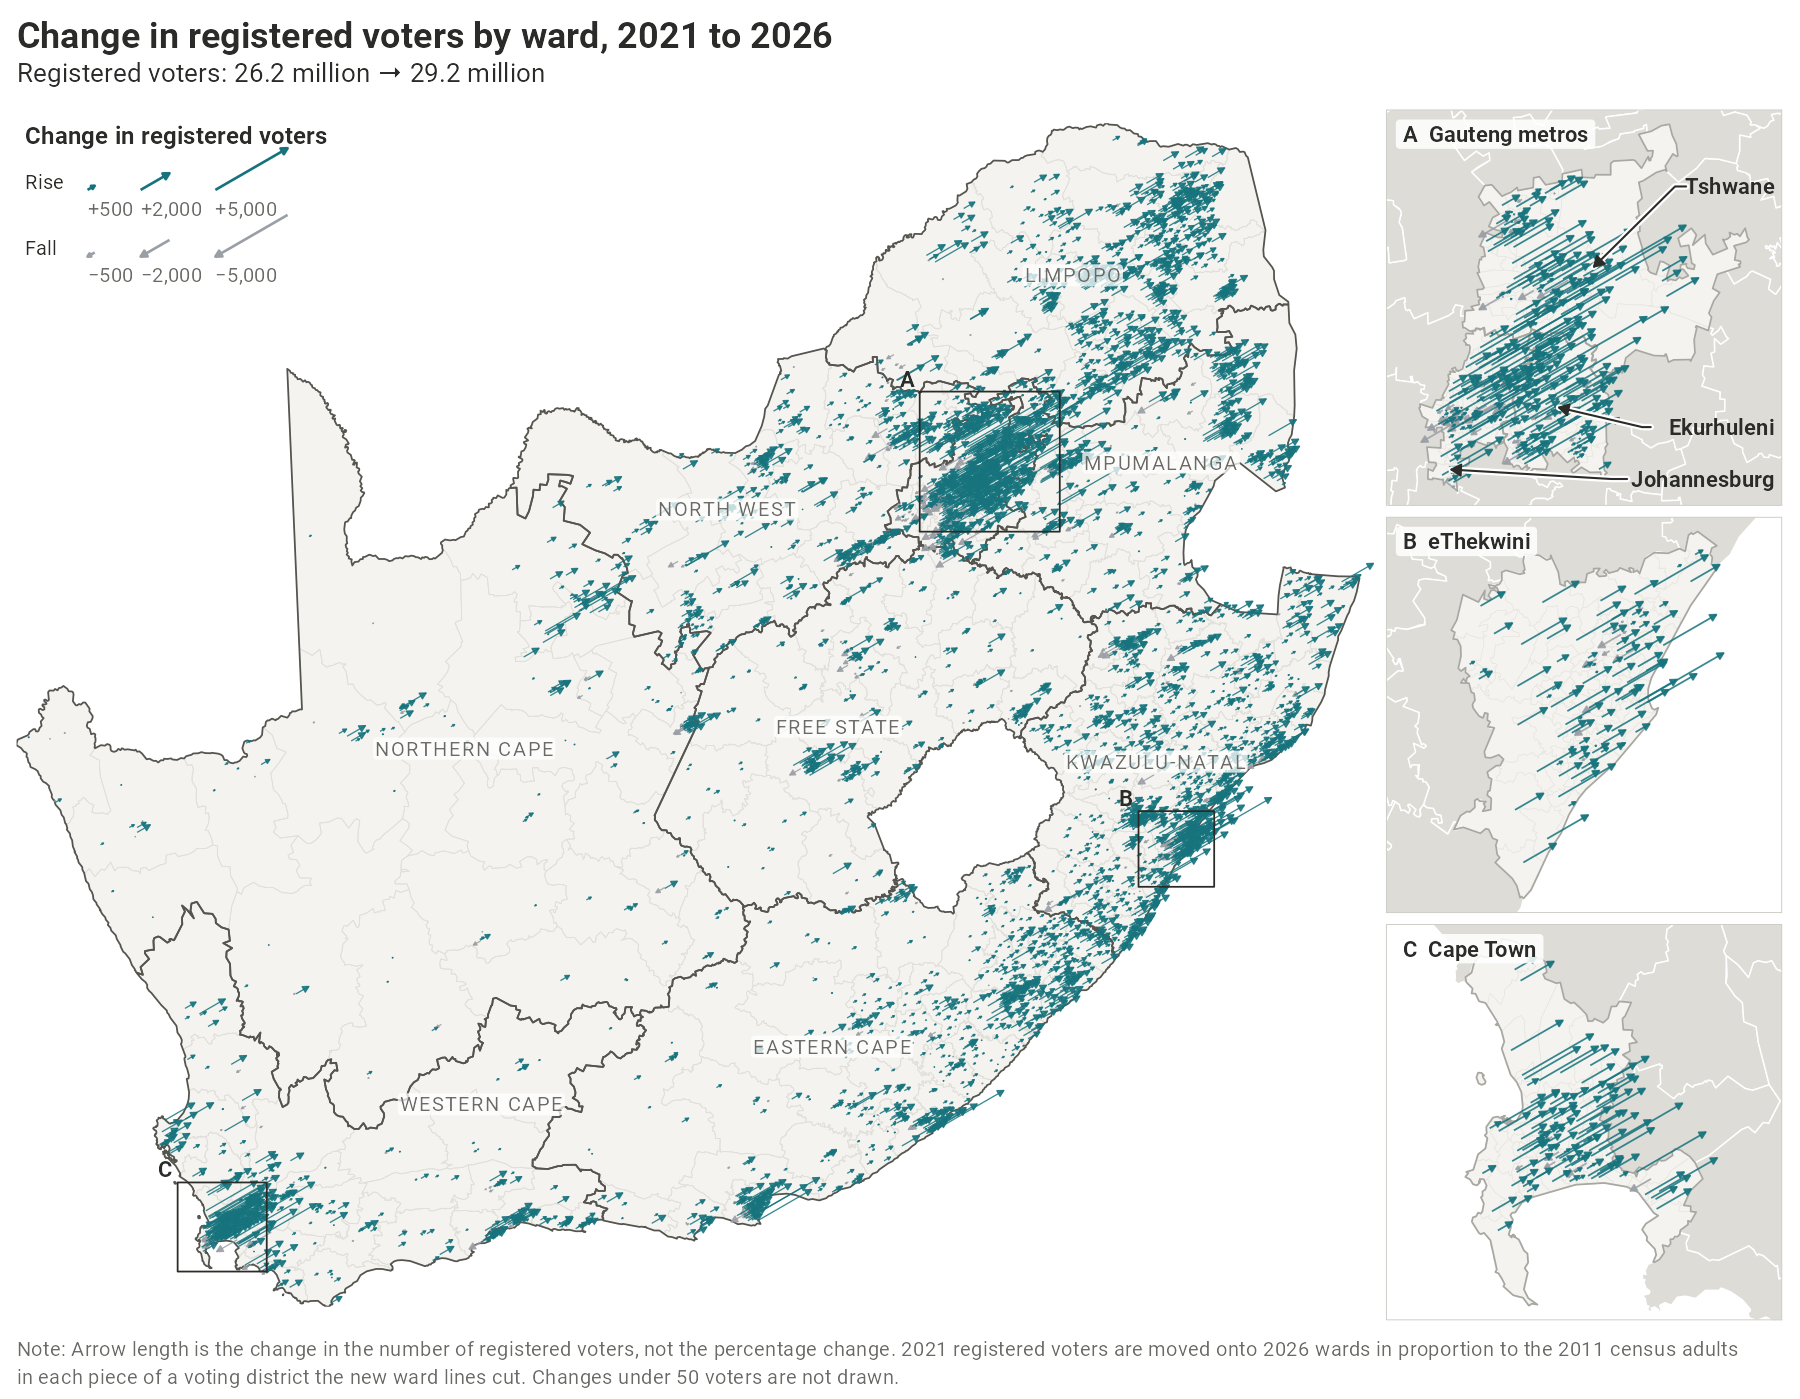 Change in registered voters by ward, 2021 to 2026
Registered voters: 26.2 million → 29.2 million
Change in registered voters
Rise
+500 +2,000 +5,000
Fall
−500 −2,000 −5,000
A Gauteng metros
Tshwane
Ekurhuleni
Johannesburg
B eThekwini
C Cape Town
LIMPOPO
A
MPUMALANGA
NORTH WEST
FREE STATE
NORTHERN CAPE
KWAZULU-NATAL
B
EASTERN CAPE
WESTERN CAPE
C
Note: Arrow length is the change in the number of registered voters, not the percentage change. 2021 registered voters are moved onto 2026 wards in proportion to the 2011 census adults
in each piece of a voting district the new ward lines cut. Changes under 50 voters are not drawn.